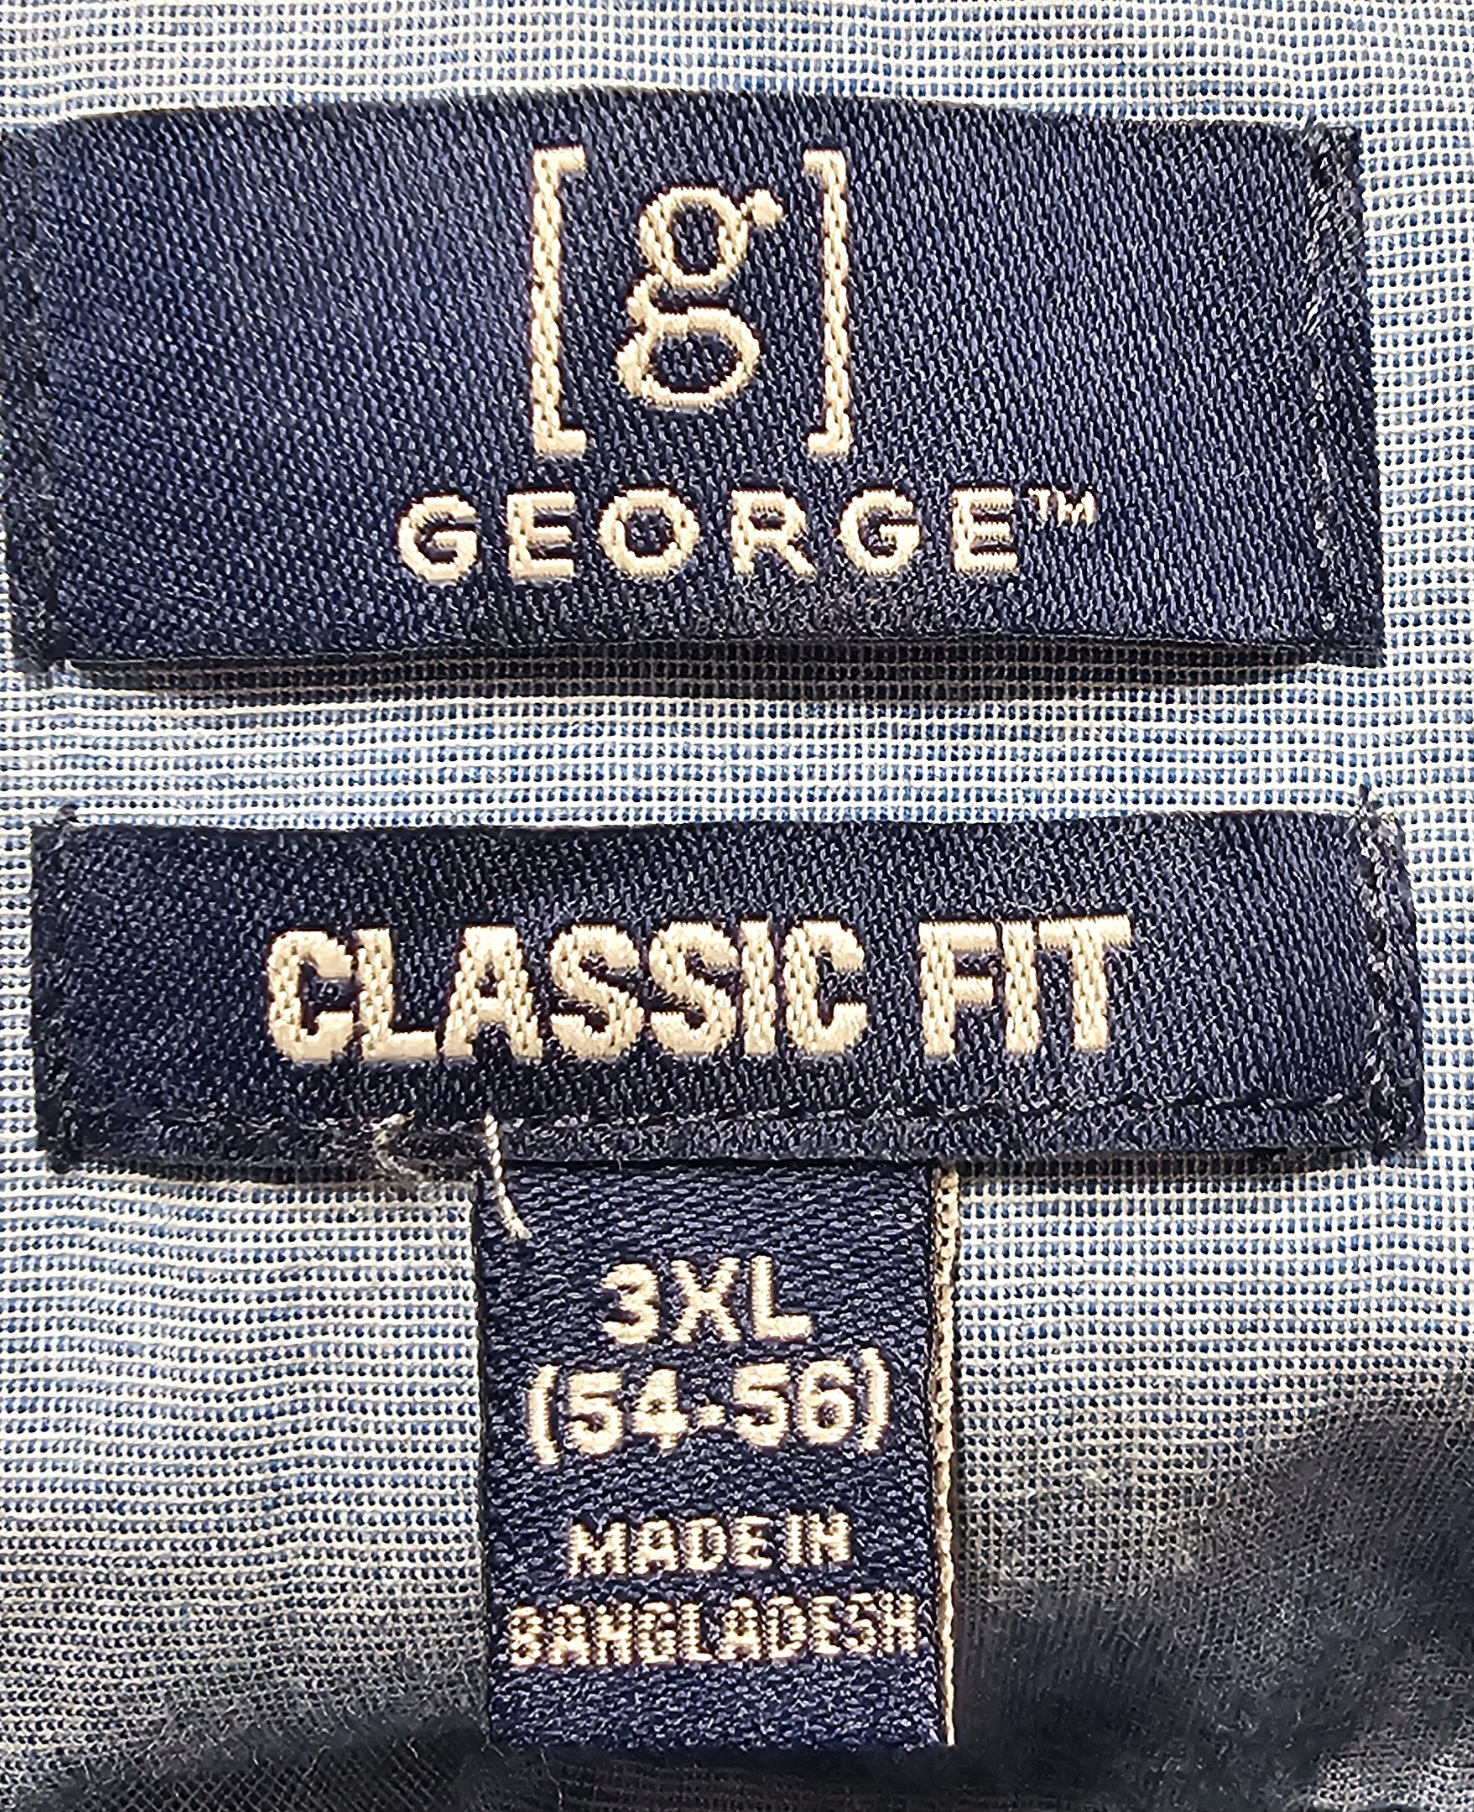 [g]
GEORGE™
CLASSIC FIT
3XL
(54-56)
MADE IN
BANGLADESH